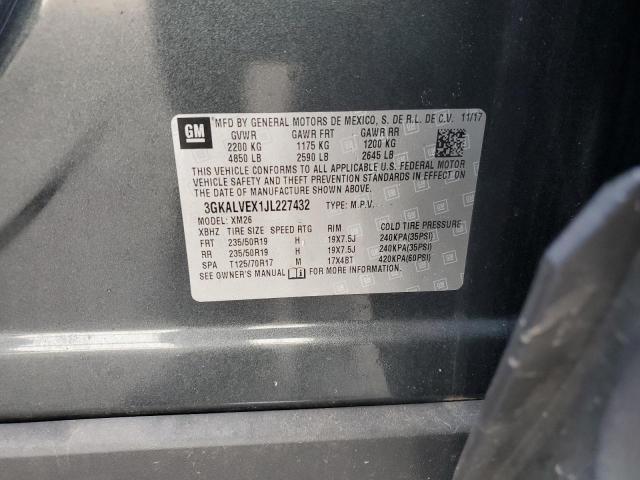 GM
MFD BY GENERAL MOTORS DE MEXICO, S. DE R.L. DE C.V. 11/17
GVWR GAWR FRT GAWR RR
2200 KG 1175 KG 1200 KG
4850 LB 2590 LB 2645 LB
THIS VEHICLE CONFORMS TO ALL APPLICABLE U.S. FEDERAL MOTOR
VEHICLE SAFETY AND THEFT PREVENTION STANDARDS IN EFFECT ON
THE DATE OF MANUFACTURE SHOWN ABOVE.
3GKALVEX1JL227432 TYPE: M.P.V.
MODEL: XM26
XBHZ TIRE SIZE SPEED RTG RIM COLD TIRE PRESSURE
FRT 235/50R19 H 19X7.5J 240KPA(35PSI)
RR 235/50R19 H 19X7.5J 240KPA(35PSI)
SPA T125/70R17 M 17X4BT 420KPA(60PSI)
SEE OWNER'S MANUAL FOR MORE INFORMATION.